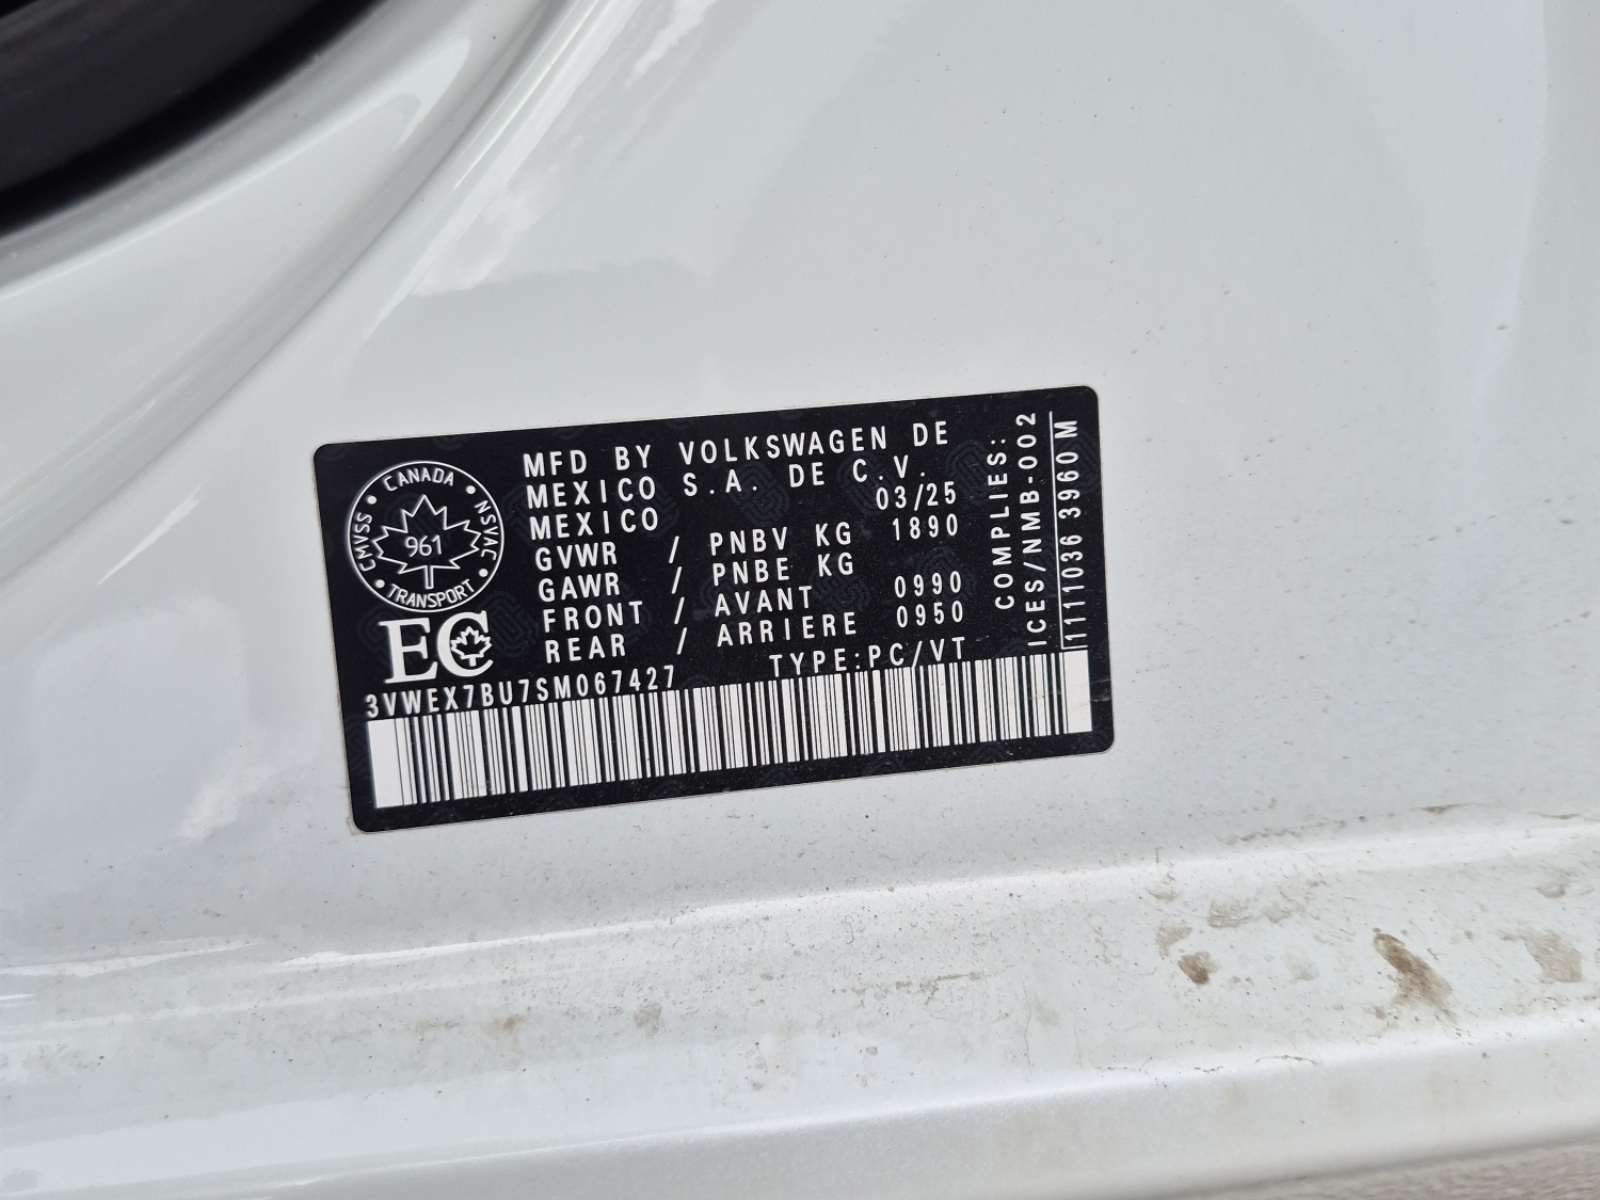 CANADA
NSVAC
TRANSPORT
CMVSS
961
EC
MFD BY VOLKSWAGEN DE
MEXICO S.A. DE C.V.
MEXICO 03/25
GVWR / PNBV KG 1890
GAWR / PNBE KG
FRONT / AVANT 0990
REAR / ARRIERE 0950
TYPE:PC/VT
3VWEX7BU7SM067427
COMPLIES:
ICES/NMB-002
1111036 3960 M